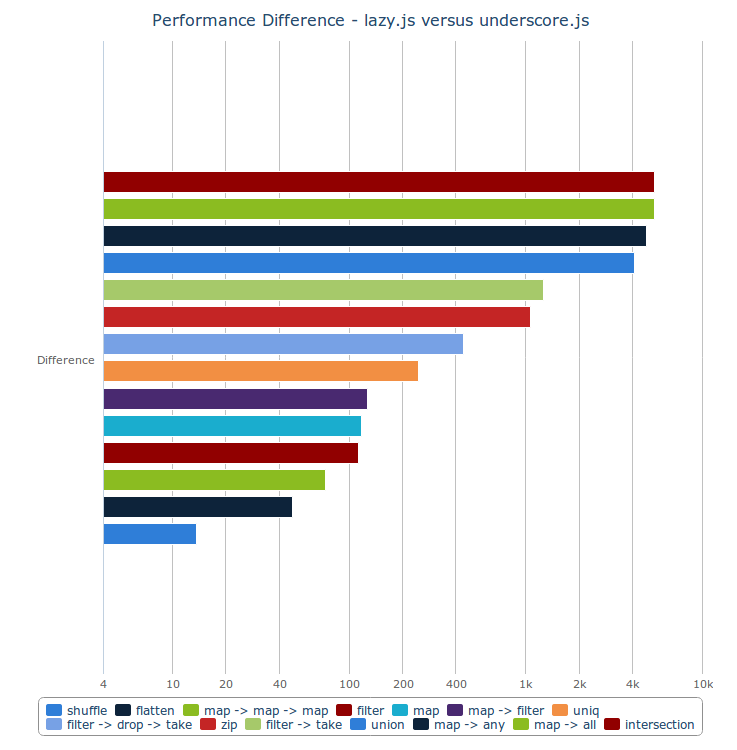 Performance Difference - lazy.js versus underscore.js
Difference
4 10 20 40 100 200 400 1k 2k 4k 10k
shuffle flatten map -> map -> map filter map map -> filter uniq
filter -> drop -> take zip filter -> take union map -> any map -> all intersection